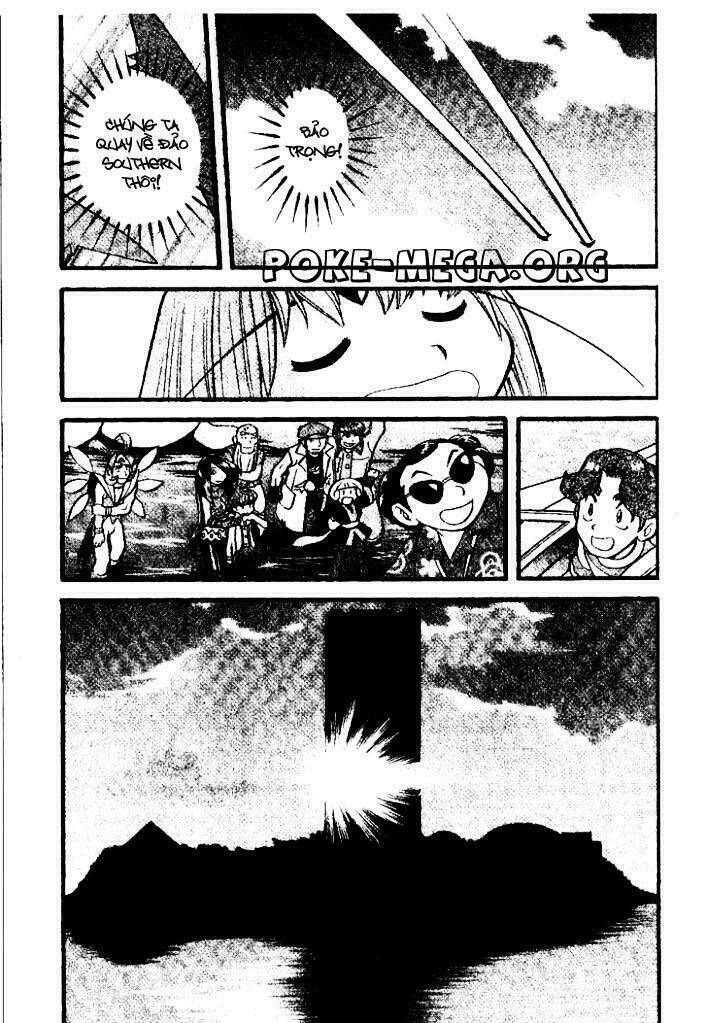 CHÚNG TA
QUAY VỀ ĐẢO
SOUTHERN
THÔI!
BẢO
TRỌNG!
POKE-MEGA.ORG